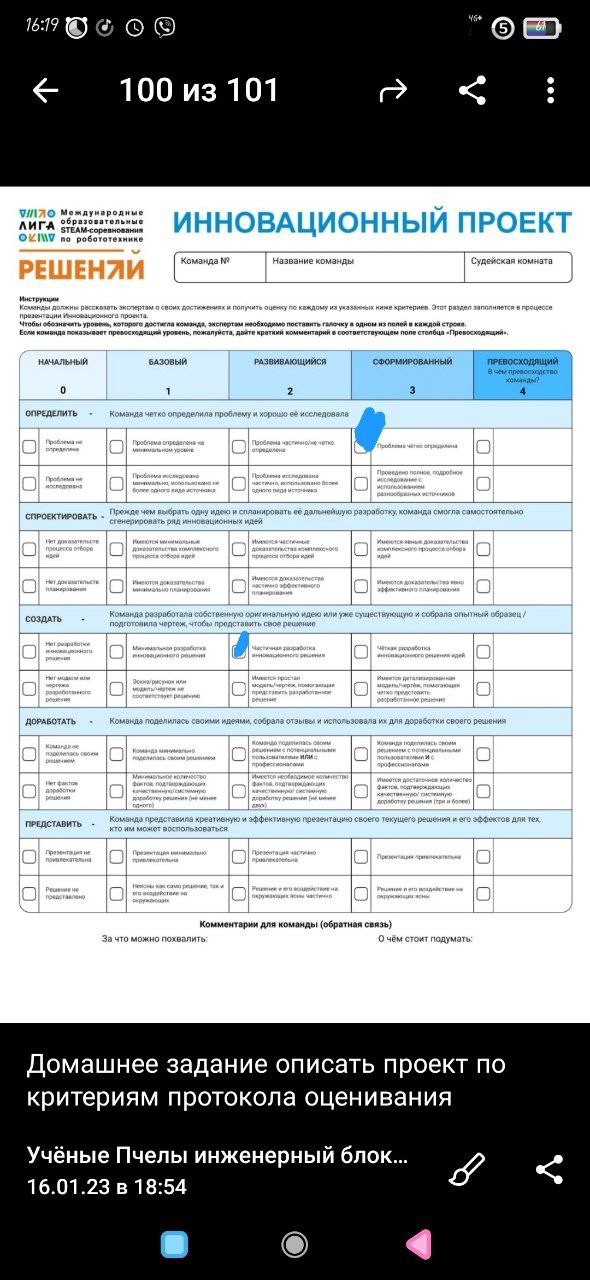 16:19
4G+
5
61
100 из 101
ЛИГА
РЕШЕНИЙ
Международные
образовательные
STEAM-соревнования
по робототехнике
ИННОВАЦИОННЫЙ ПРОЕКТ
Команда №
Название команды
Судейская комната
Инструкции
Команды должны рассказать экспертам о своих достижениях и получить оценку по каждому из указанных ниже критериев. Этот раздел заполняется в процессе
презентации Инновационного проекта.
Чтобы обозначить уровень, которого достигла команда, экспертам необходимо поставить галочку в одном из полей в каждой строке.
Если команда показывает превосходящий уровень, пожалуйста, дайте краткий комментарий в соответствующем поле столбца «Превосходящий».
НАЧАЛЬНЫЙ
0
БАЗОВЫЙ
1
РАЗВИВАЮЩИЙСЯ
2
СФОРМИРОВАННЫЙ
3
ПРЕВОСХОДЯЩИЙ
В чём превосходство
команды?
4
ОПРЕДЕЛИТЬ - Команда четко определила проблему и хорошо её исследовала
Проблема не
определена
Проблема определена на
минимальном уровне
Проблема частично/не четко
определена
Проблема чётко определена
Проблема не
исследована
Проблема исследована
минимально, использовано не
более одного вида источника
Проблема исследована
частично, использовано более
одного вида источника
Проведено полное, подробное
исследование с
использованием
разнообразных источников
СПРОЕКТИРОВАТЬ - Прежде чем выбрать одну идею и спланировать её дальнейшую разработку, команда смогла самостоятельно
сгенерировать ряд инновационных идей
Нет доказательств
процесса отбора
идей
Имеются минимальные
доказательства комплексного
процесса отбора идей
Имеются частичные
доказательства комплексного
процесса отбора идей
Имеются явные доказательства
комплексного процесса отбора
идей
Нет доказательств
планирования
Имеются доказательства
минимально планирования
Имеются доказательства
частично эффективного
планирования
Имеются доказательства явно
эффективного планирования
СОЗДАТЬ - Команда разработала собственную оригинальную идею или уже существующую и собрала опытный образец /
подготовила чертеж, чтобы представить свое решение
Нет разработки
инновационного
решения
Минимальная разработка
инновационного решения
Частичная разработка
инновационного решения
Чёткая разработка
инновационного решения идей
Нет модели или
чертежа
разработанного
решения
Эскиз/рисунок или
модель/чертеж не
соответствует решению
Имеется простая
модель/чертёж, помогающая
представить разработанное
решение
Имеется детализированная
модель/чертёж, помогающая
четко представить
разработанное решение
ДОРАБОТАТЬ - Команда поделилась своими идеями, собрала отзывы и использовала их для доработки своего решения
Команда не
поделилась своим
решением
Команда минимально
поделилась своим решением
Команда поделилась своим
решением с потенциальными
пользователями ИЛИ с
профессионалами
Команда поделилась своим
решением с потенциальными
пользователями И с
профессионалами
Нет фактов
доработки
решения
Минимальное количество
фактов, подтверждающих
качественную/системную
доработку решения (не менее
одного)
Имеется необходимое количество
фактов, подтверждающих
качественную/ системную
доработку решения (не менее
двух)
Имеется достаточное количество
фактов, подтверждающих
качественную/ системную
доработку решения (три и более)
ПРЕДСТАВИТЬ - Команда представила креативную и эффективную презентацию своего текущего решения и его эффектов для тех,
кто им может воспользоваться
Презентация не
привлекательна
Презентация минимально
привлекательна
Презентация частично
привлекательна
Презентация привлекательна
Решение не
представлено
Неясны как само решение, так и
его воздействие на
окружающих
Решение и его воздействие на
окружающих ясны частично
Решение и его воздействие на
окружающих ясны
Комментарии для команды (обратная связь)
За что можно похвалить:
О чём стоит подумать:
Домашнее задание описать проект по
критериям протокола оценивания
Учёные Пчелы инженерный блок...
16.01.23 в 18:54